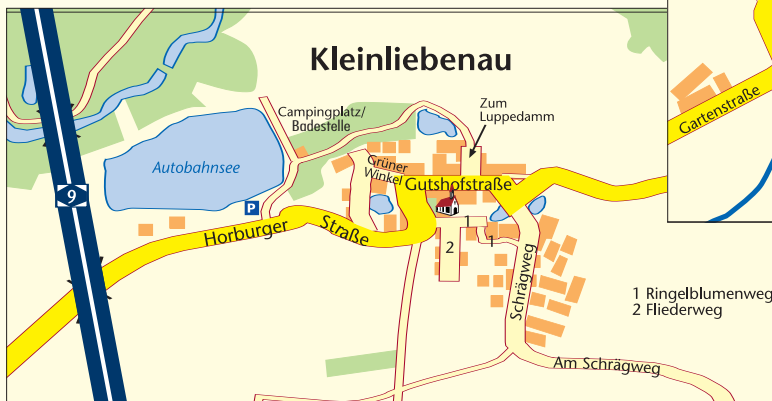 Kleinliebenau
Campingplatz/
Badestelle
Zum
Luppedamm
Gartenstraße
Autobahnsee
Grüner
Winkel
Gutshofstraße
9
P
Horburger Straße
1
2
1
Schrägweg
1 Ringelblumenweg
2 Fliederweg
Am Schrägweg